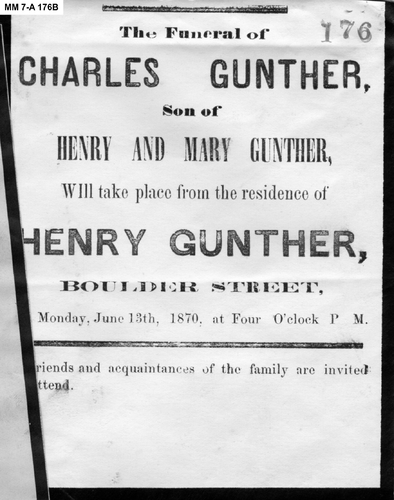 MM 7-A 176B
176
The Funeral of
CHARLES GUNTHER,
Son of
HENRY AND MARY GUNTHER,
Will take place from the residence of
HENRY GUNTHER,
BOULDER STREET,
Monday, June 13th, 1870, at Four O'clock P M.
riends and acquaintances of the family are invited
ttend.